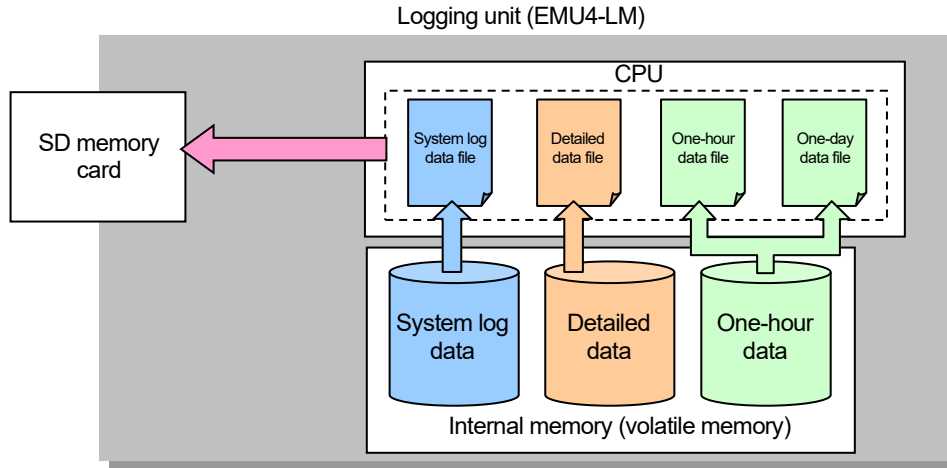 Logging unit (EMU4-LM)
CPU
SD memory
card
System log
data file
Detailed
data file
One-hour
data file
One-day
data file
System log
data
Detailed
data
One-hour
data
Internal memory (volatile memory)